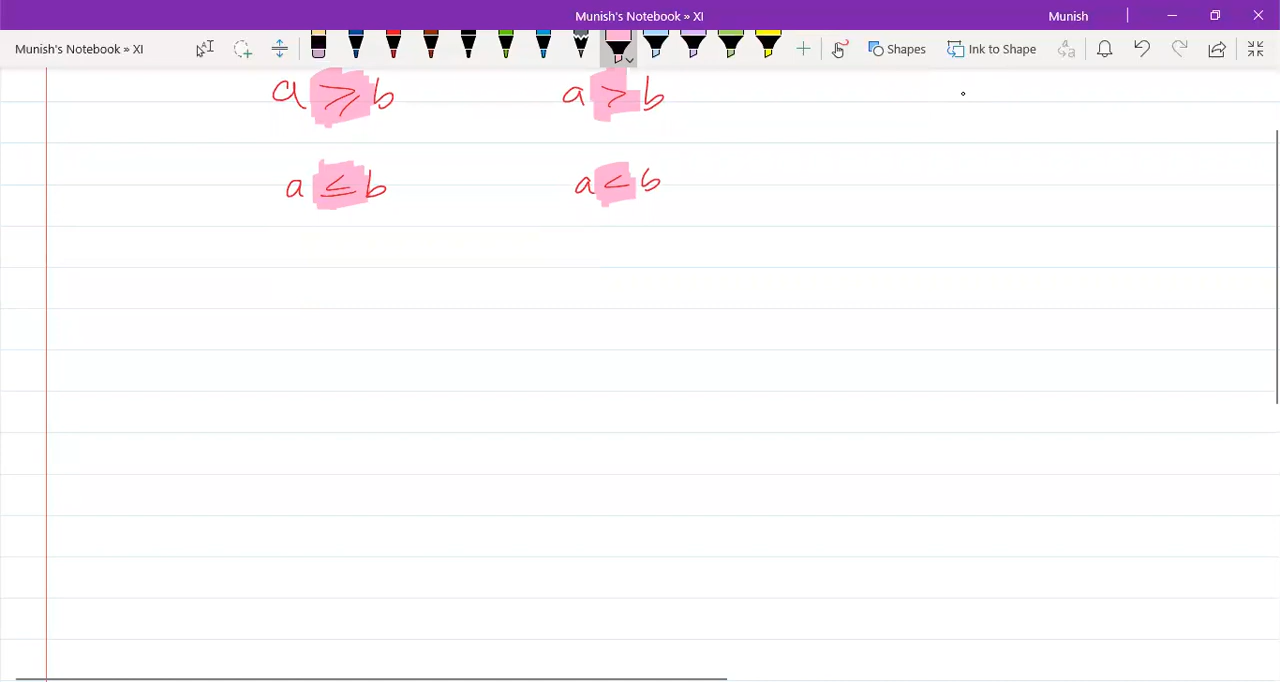 Munish's Notebook » XI
Munish
Munish's Notebook » XI
Shapes
Ink to Shape
a ⩾ b
a > b
a ≤ b
a < b